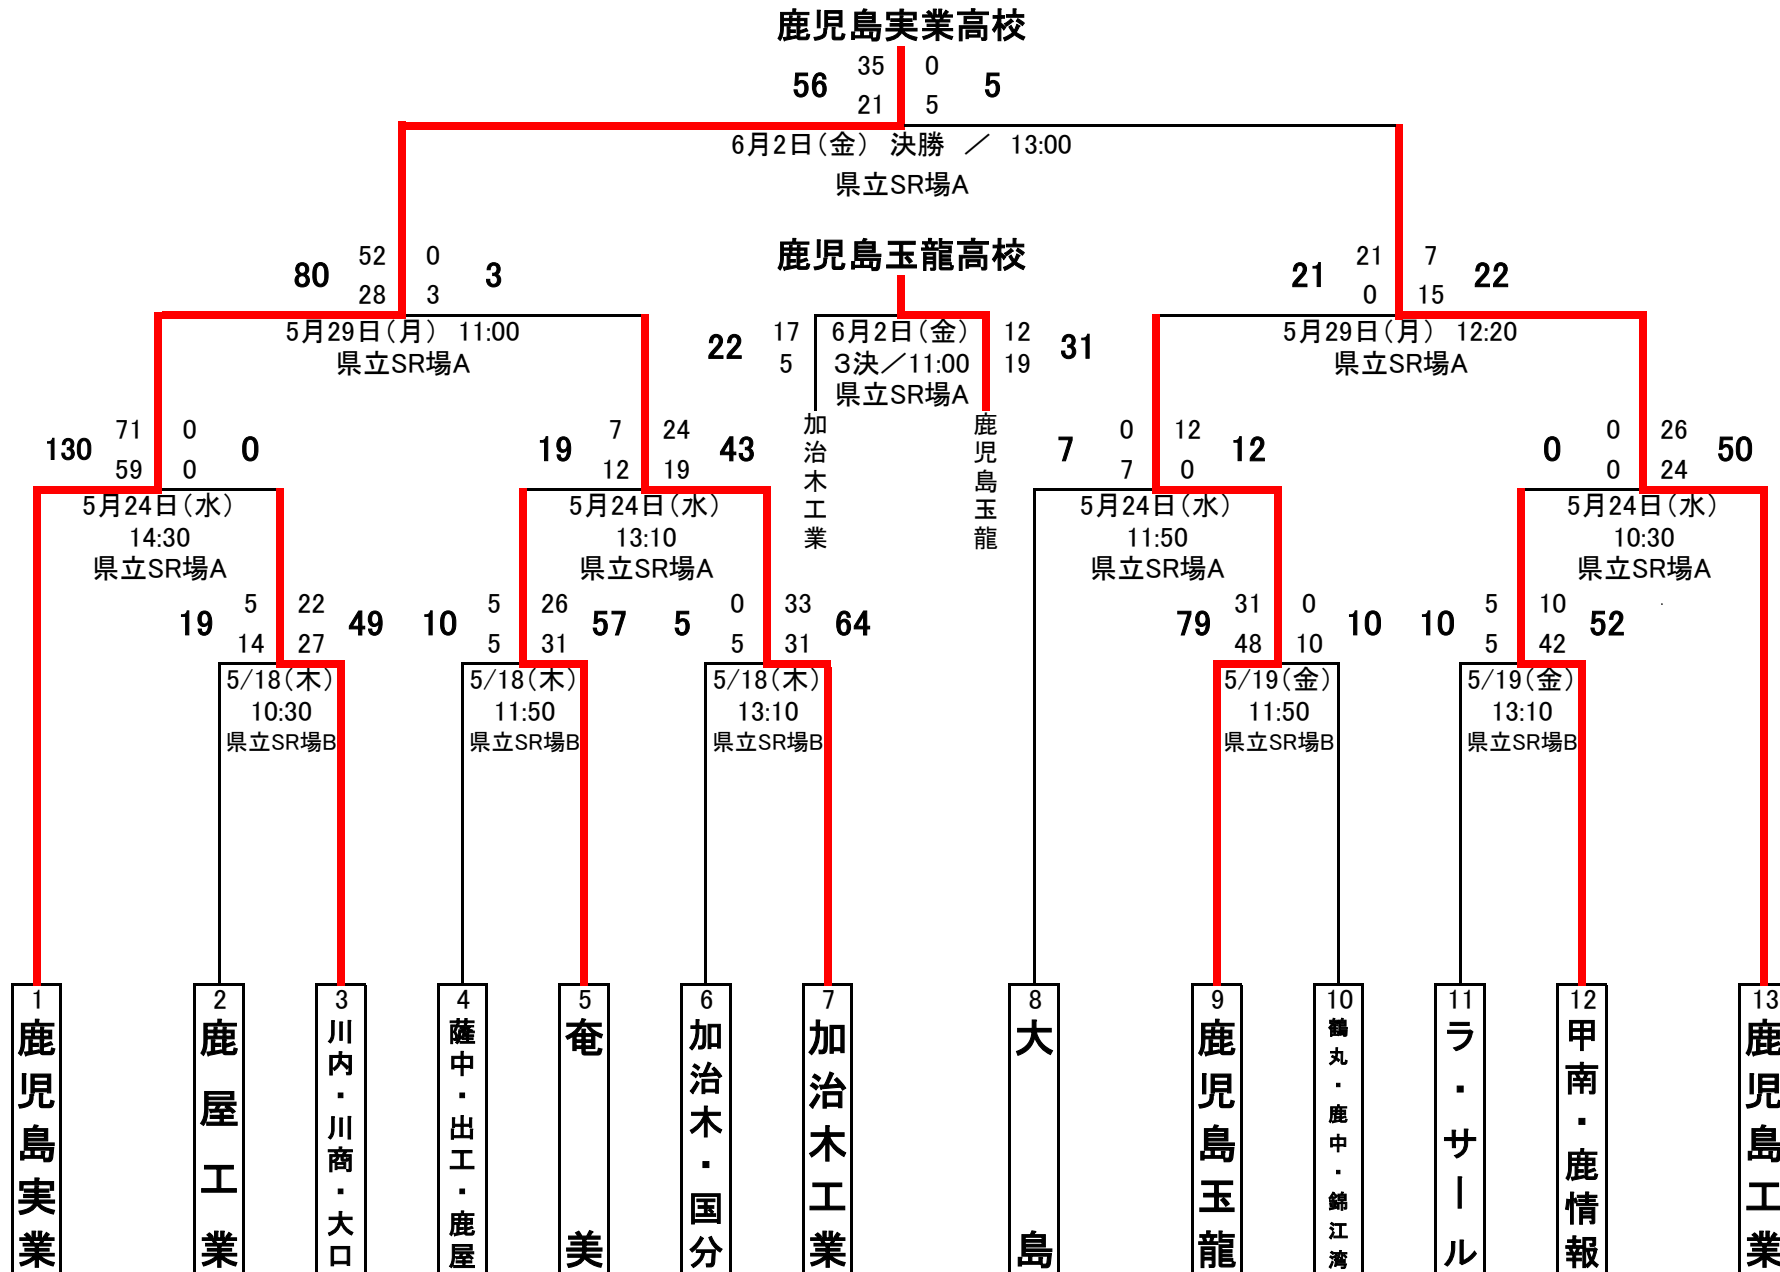 鹿児島実業高校
56 35 0 5
21 5
6月2日(金) 決勝 ／ 13:00
県立SR場A
鹿児島玉龍高校
80 52 0 3
28 3
5月29日(月) 11:00
県立SR場A
22 17 12 31
5 19
6月2日(金)
３決／11:00
県立SR場A
加治木工業
鹿児島玉龍
21 21 7 22
0 15
5月29日(月) 12:20
県立SR場A
130 71 0 0
59 0
5月24日(水)
14:30
県立SR場A
19 7 24 43
12 19
5月24日(水)
13:10
県立SR場A
7 0 12 12
7 0
5月24日(水)
11:50
県立SR場A
0 0 26 50
0 24
5月24日(水)
10:30
県立SR場A
19 5 22 49
14 27
5/18(木)
10:30
県立SR場B
10 5 26 57
5 31
5/18(木)
11:50
県立SR場B
5 0 33 64
5 31
5/18(木)
13:10
県立SR場B
79 31 0 10
48 10
5/19(金)
11:50
県立SR場B
10 5 10 52
5 42
5/19(金)
13:10
県立SR場B
1
鹿児島実業
2
鹿屋工業
3
川内・川商・大口
4
薩中・出工・鹿屋
5
奄美
6
加治木・国分
7
加治木工業
8
大島
9
鹿児島玉龍
10
鶴丸・鹿中・錦江湾
11
ラ・サール
12
甲南・鹿情報
13
鹿児島工業